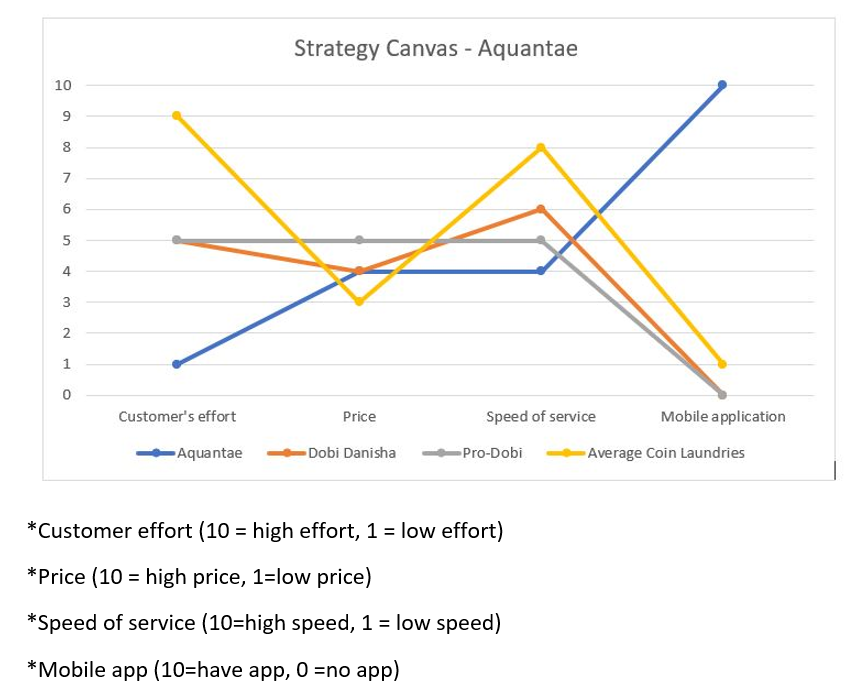 Strategy Canvas - Aquantae
10
9
8
7
6
5
4
3
2
1
0
Customer's effort Price Speed of service Mobile application
Aquantae Dobi Danisha Pro-Dobi Average Coin Laundries
*Customer effort (10 = high effort, 1 = low effort)
*Price (10 = high price, 1=low price)
*Speed of service (10=high speed, 1 = low speed)
*Mobile app (10=have app, 0 =no app)